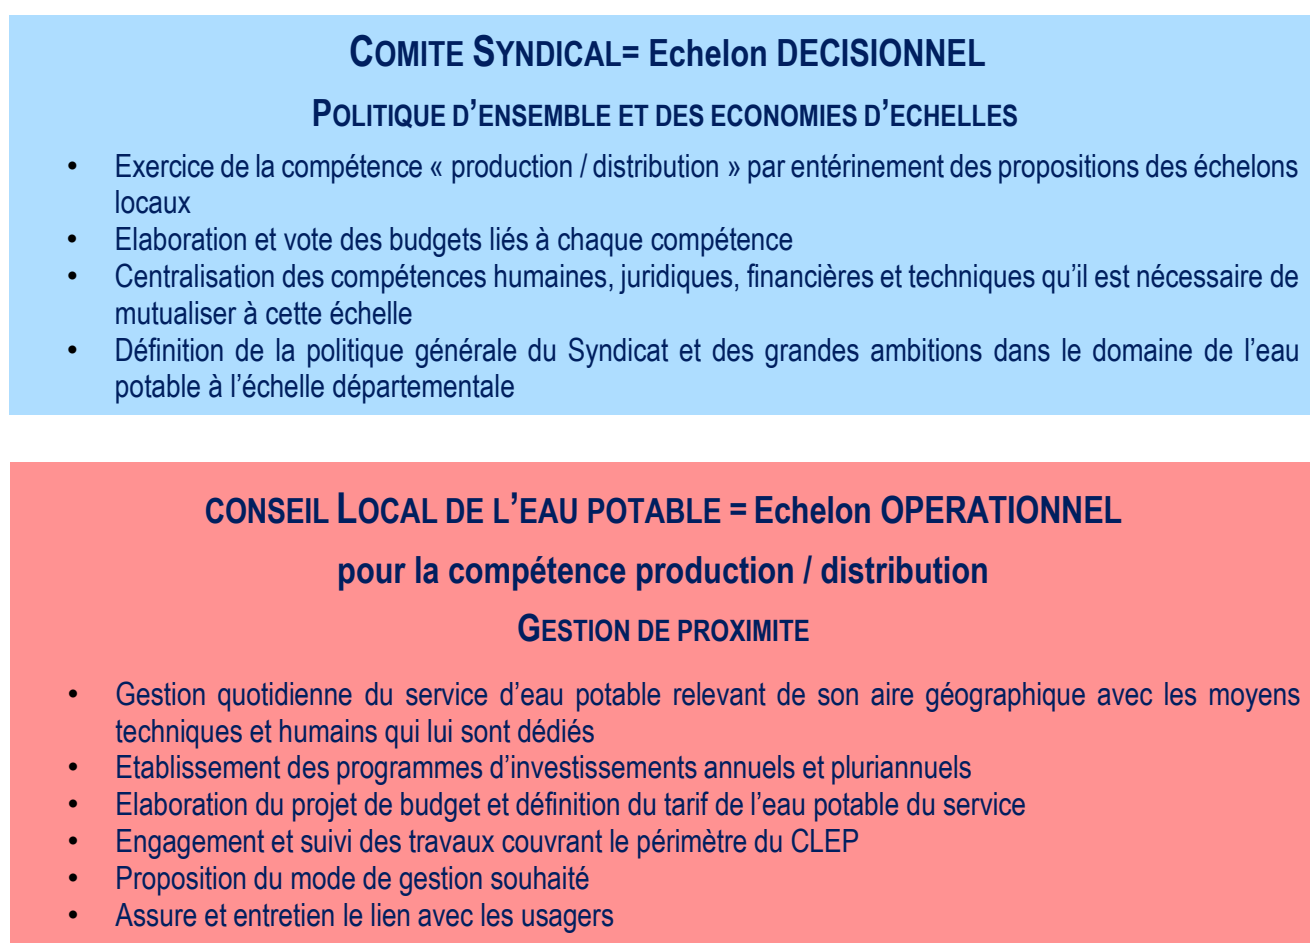 COMITE SYNDICAL= Echelon DECISIONNEL
POLITIQUE D’ENSEMBLE ET DES ECONOMIES D’ECHELLES
• Exercice de la compétence « production / distribution » par entérinement des propositions des échelons
locaux
• Elaboration et vote des budgets liés à chaque compétence
• Centralisation des compétences humaines, juridiques, financières et techniques qu’il est nécessaire de
mutualiser à cette échelle
• Définition de la politique générale du Syndicat et des grandes ambitions dans le domaine de l’eau
potable à l’échelle départementale
CONSEIL LOCAL DE L’EAU POTABLE = Echelon OPERATIONNEL
pour la compétence production / distribution
GESTION DE PROXIMITE
• Gestion quotidienne du service d’eau potable relevant de son aire géographique avec les moyens
techniques et humains qui lui sont dédiés
• Etablissement des programmes d’investissements annuels et pluriannuels
• Elaboration du projet de budget et définition du tarif de l’eau potable du service
• Engagement et suivi des travaux couvrant le périmètre du CLEP
• Proposition du mode de gestion souhaité
• Assure et entretien le lien avec les usagers